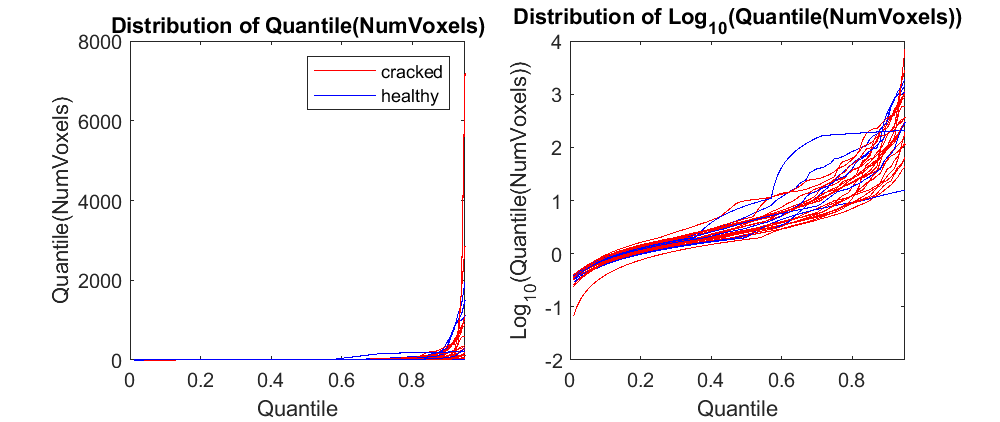 Distribution of Quantile(NumVoxels)
8000
6000
4000
2000
0
0 0.2 0.4 0.6 0.8
Quantile
Quantile(NumVoxels)
cracked
healthy
Distribution of Log10(Quantile(NumVoxels))
4
3
2
1
0
-1
-2
0 0.2 0.4 0.6 0.8
Quantile
Log10(Quantile(NumVoxels))